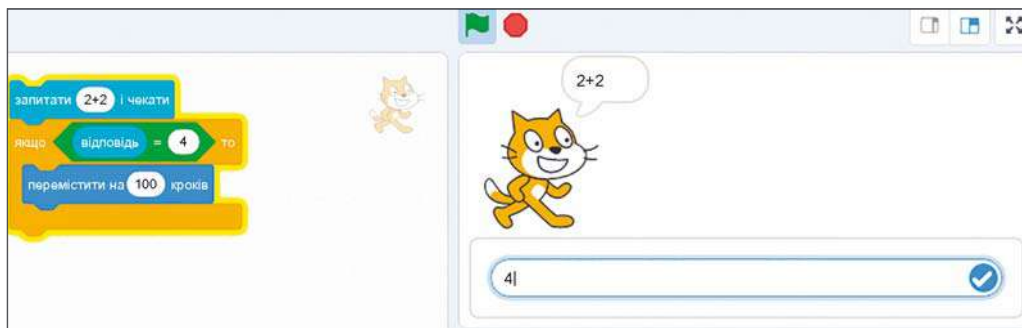 запитати 2+2 і чекати
якщо відповідь = 4 то
перемістити на 100 кроків
2+2
4